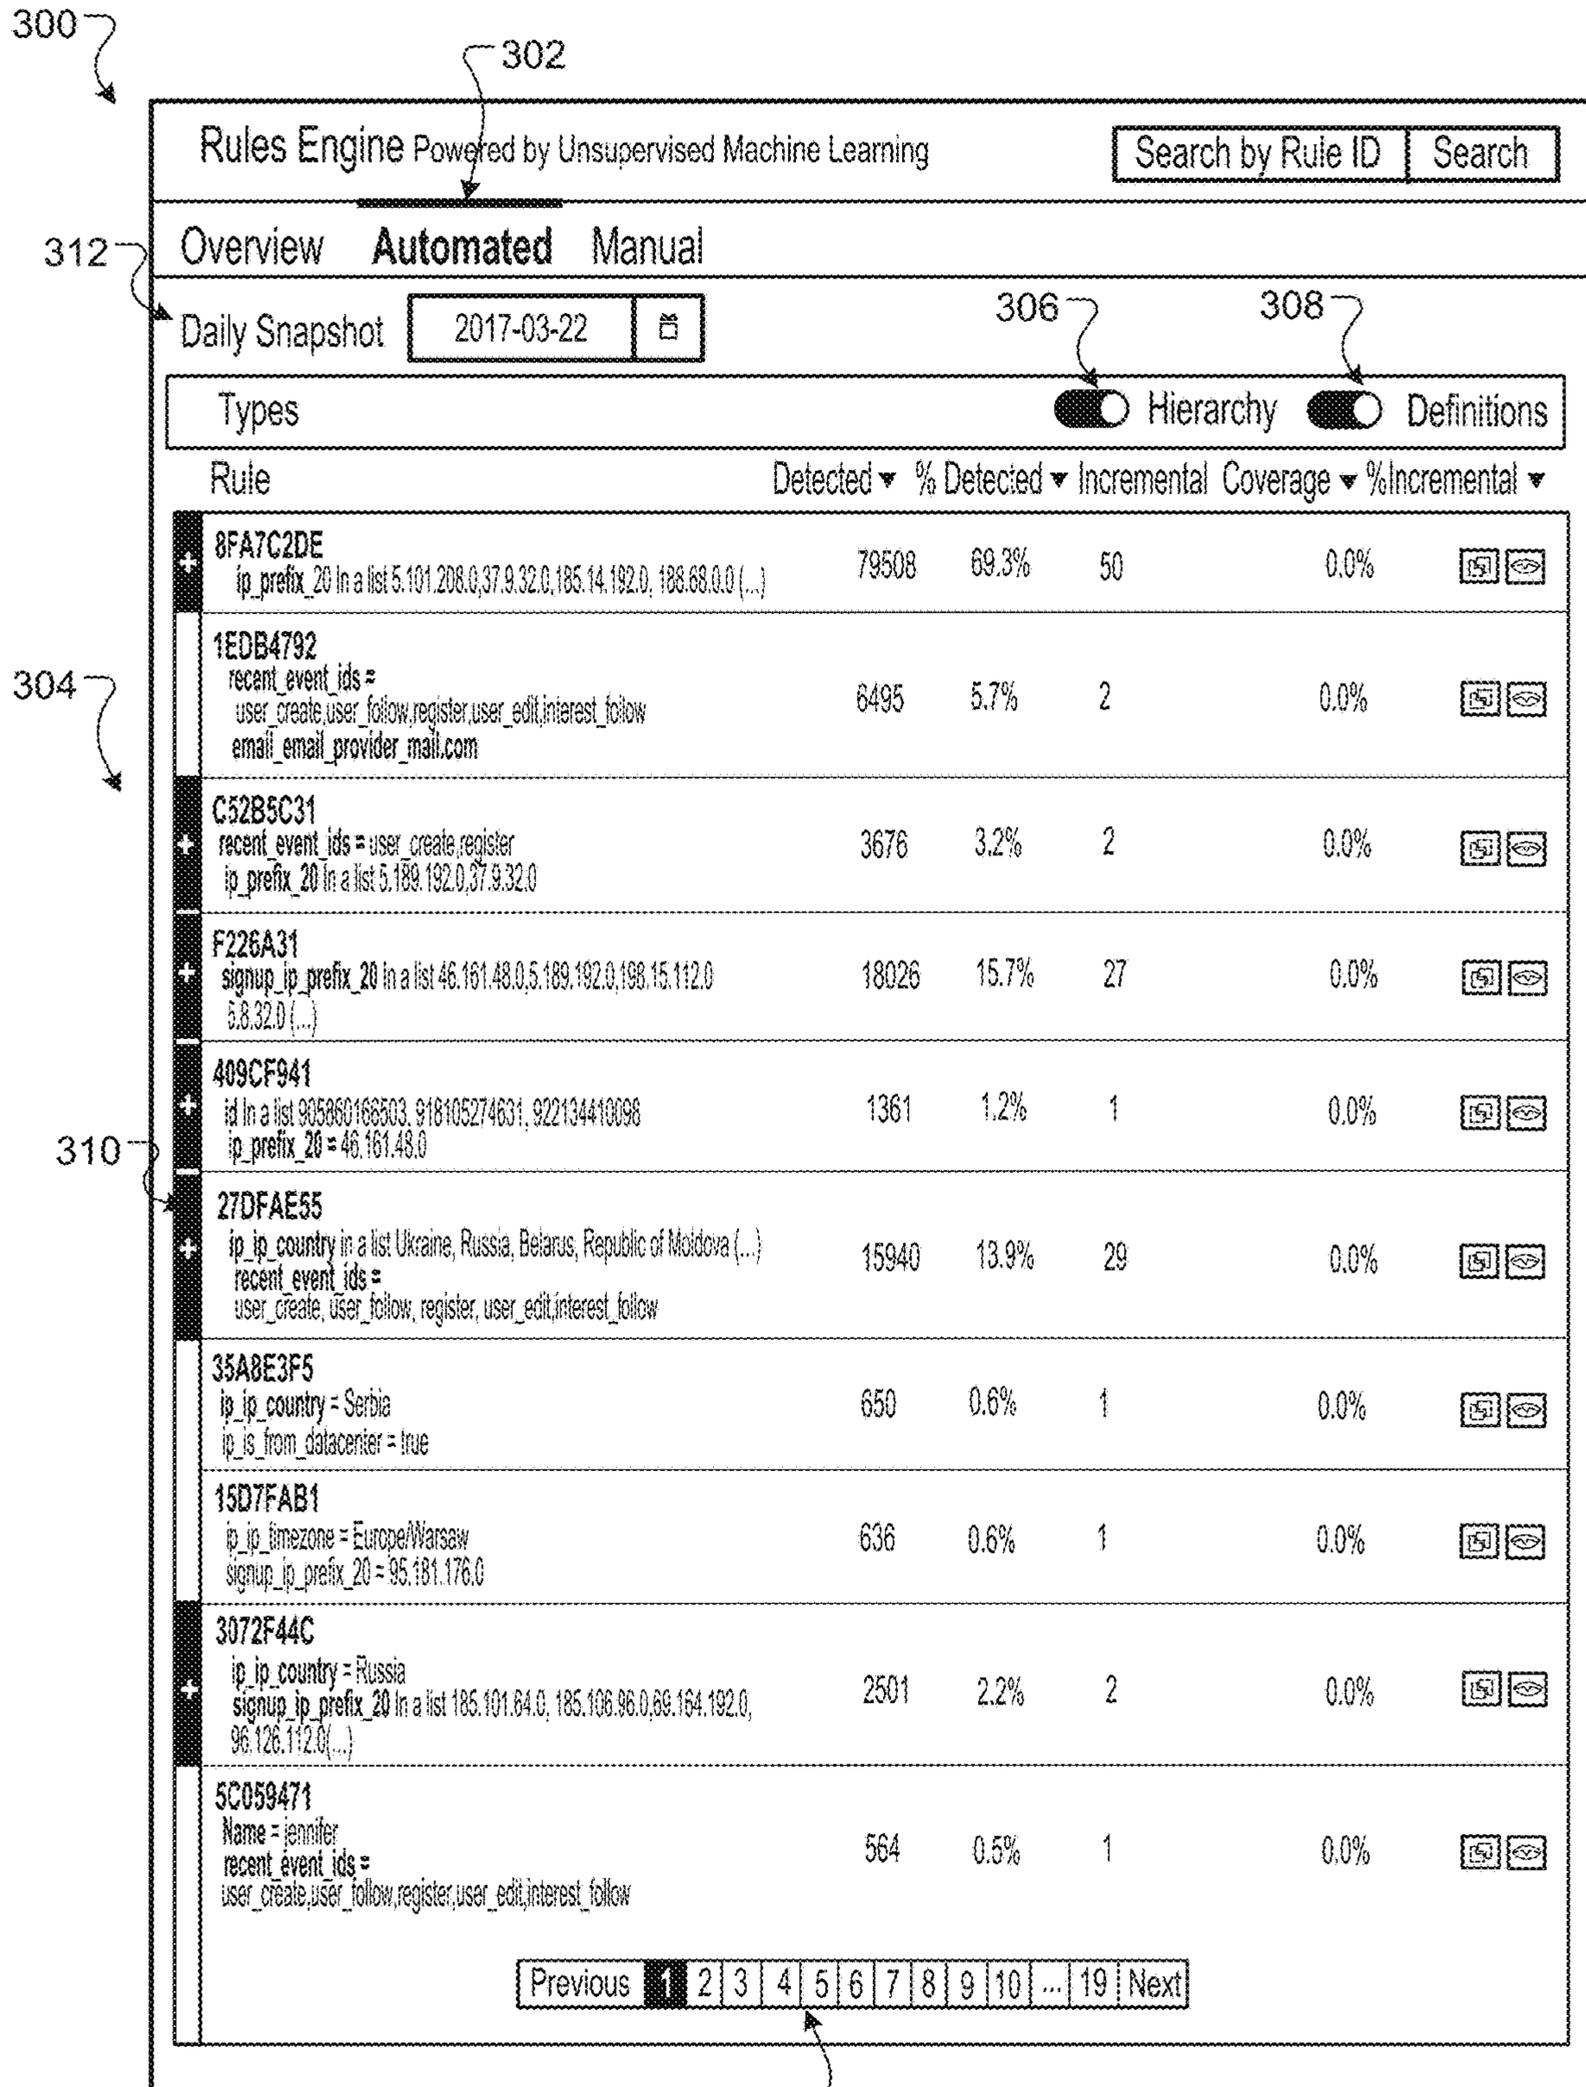 300
302
Rules Engine Powered by Unsupervised Machine Learning
Search by Rule ID Search
312
Overview Automated Manual
306 308
Daily Snapshot 2017-03-22
Types Hierarchy Definitions
Rule Detected ▼ % Detected ▼ Incremental Coverage ▼ %Incremental ▼
8FA7C2DE
+ ip_prefix_20 in a list 5.101.208.0,37.9.32.0,185.14.192.0, 188.68.0.0 (...) 79508 69.3% 50 0.0%
1EDB4792
304
recent_event_ids =
user_create,user_follow,register,user_edit,interest_follow 6495 5.7% 2 0.0%
email_email_provider_mail.com
C52B5C31
+ recent_event_ids = user_create,register 3676 3.2% 2 0.0%
ip_prefix_20 in a list 5.189.192.0,37.9.32.0
F226A31
+ signup_ip_prefix_20 in a list 46.161.48.0,5.189.192.0,198.15.112.0 18026 15.7% 27 0.0%
5.8.32.0 (...)
409CF941
+ id in a list 905860166503, 918105274631, 922134410098 1361 1.2% 1 0.0%
ip_prefix_20 = 46.161.48.0
310
27DFAE55
+ ip_ip_country in a list Ukraine, Russia, Belarus, Republic of Moldova (...) 15940 13.9% 29 0.0%
recent_event_ids =
user_create, user_follow, register, user_edit,interest_follow
35A8E3F5
ip_ip_country = Serbia 650 0.6% 1 0.0%
ip_is_from_datacenter = true
15D7FAB1
ip_ip_timezone = Europe/Warsaw 636 0.6% 1 0.0%
signup_ip_prefix_20 = 95.181.176.0
3072F44C
ip_ip_country = Russia
+ signup_ip_prefix_20 in a list 185.101.64.0, 185.106.96.0,69.164.192.0, 2501 2.2% 2 0.0%
96.126.112.0(...)
5C059471
Name = jennifer
recent_event_ids = 564 0.5% 1 0.0%
user_create,user_follow,register,user_edit,interest_follow
Previous 1 2 3 4 5 6 7 8 9 10 ... 19 Next